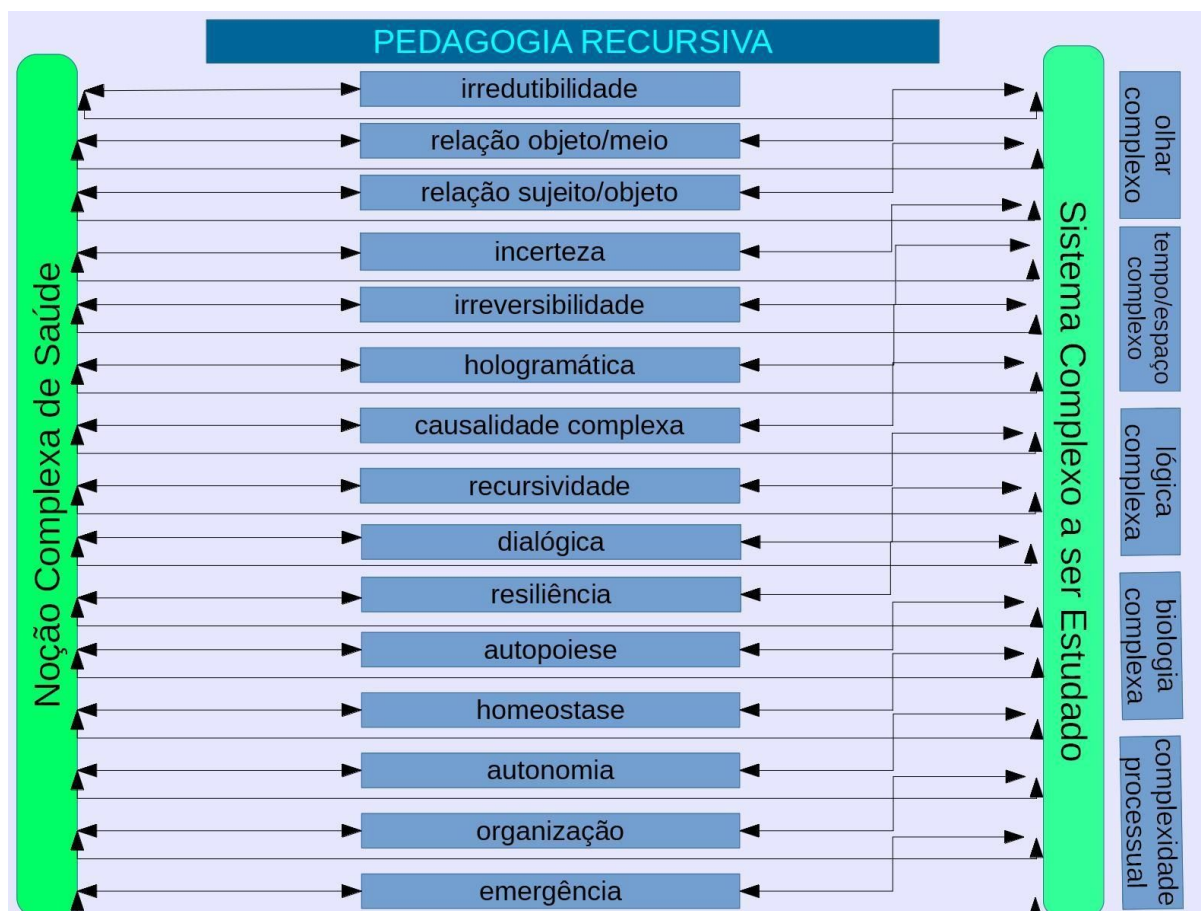 PEDAGOGIA RECURSIVA
Noção Complexa de Saúde
irredutibilidade
relação objeto/meio
relação sujeito/objeto
incerteza
irreversibilidade
hologramática
causalidade complexa
recursividade
dialógica
resiliência
autopoiese
homeostase
autonomia
organização
emergência
Sistema Complexo a ser Estudado
olhar
complexo
tempo/espaço
complexo
lógica
complexa
biologia
complexa
complexidade
processual